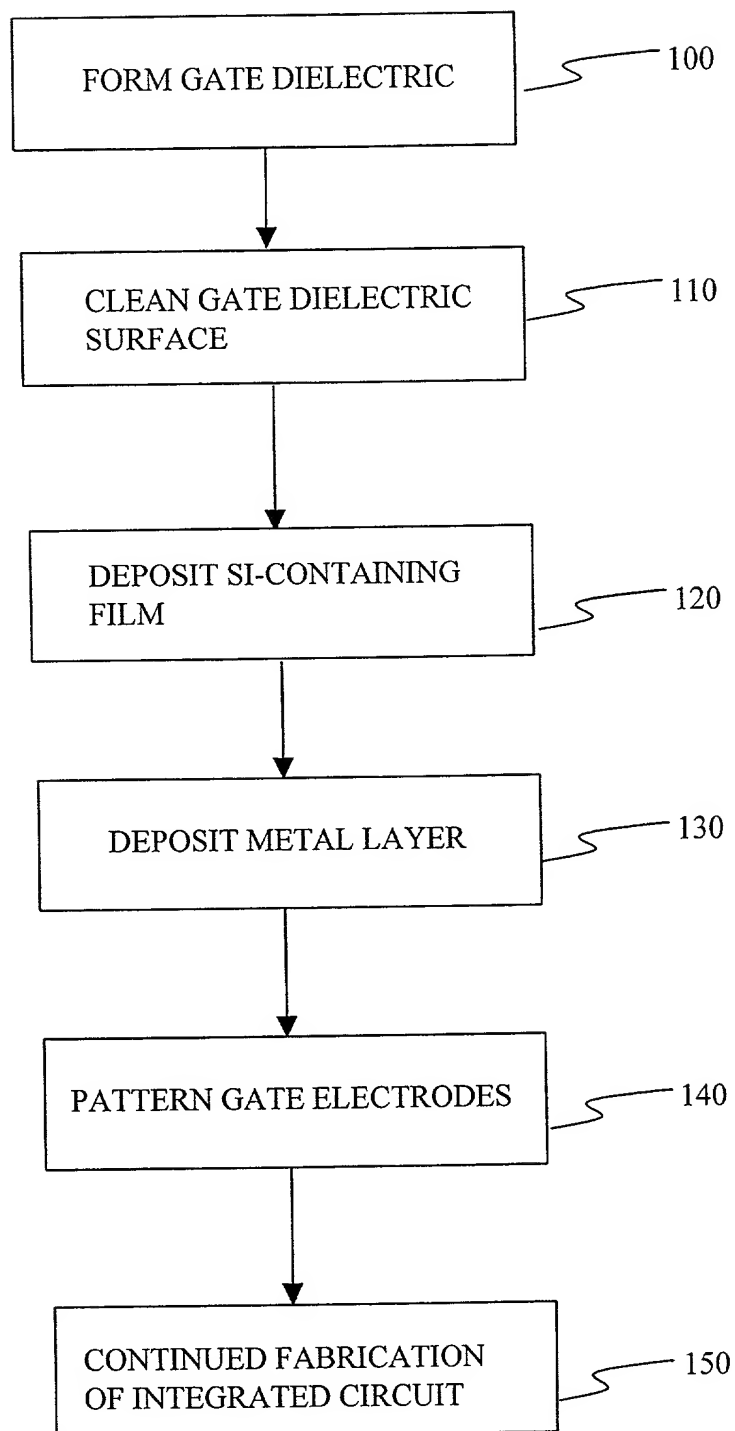 FORM GATE DIELECTRIC
100
CLEAN GATE DIELECTRIC
SURFACE
110
DEPOSIT SI-CONTAINING
FILM
120
DEPOSIT METAL LAYER
130
PATTERN GATE ELECTRODES
140
CONTINUED FABRICATION
OF INTEGRATED CIRCUIT
150